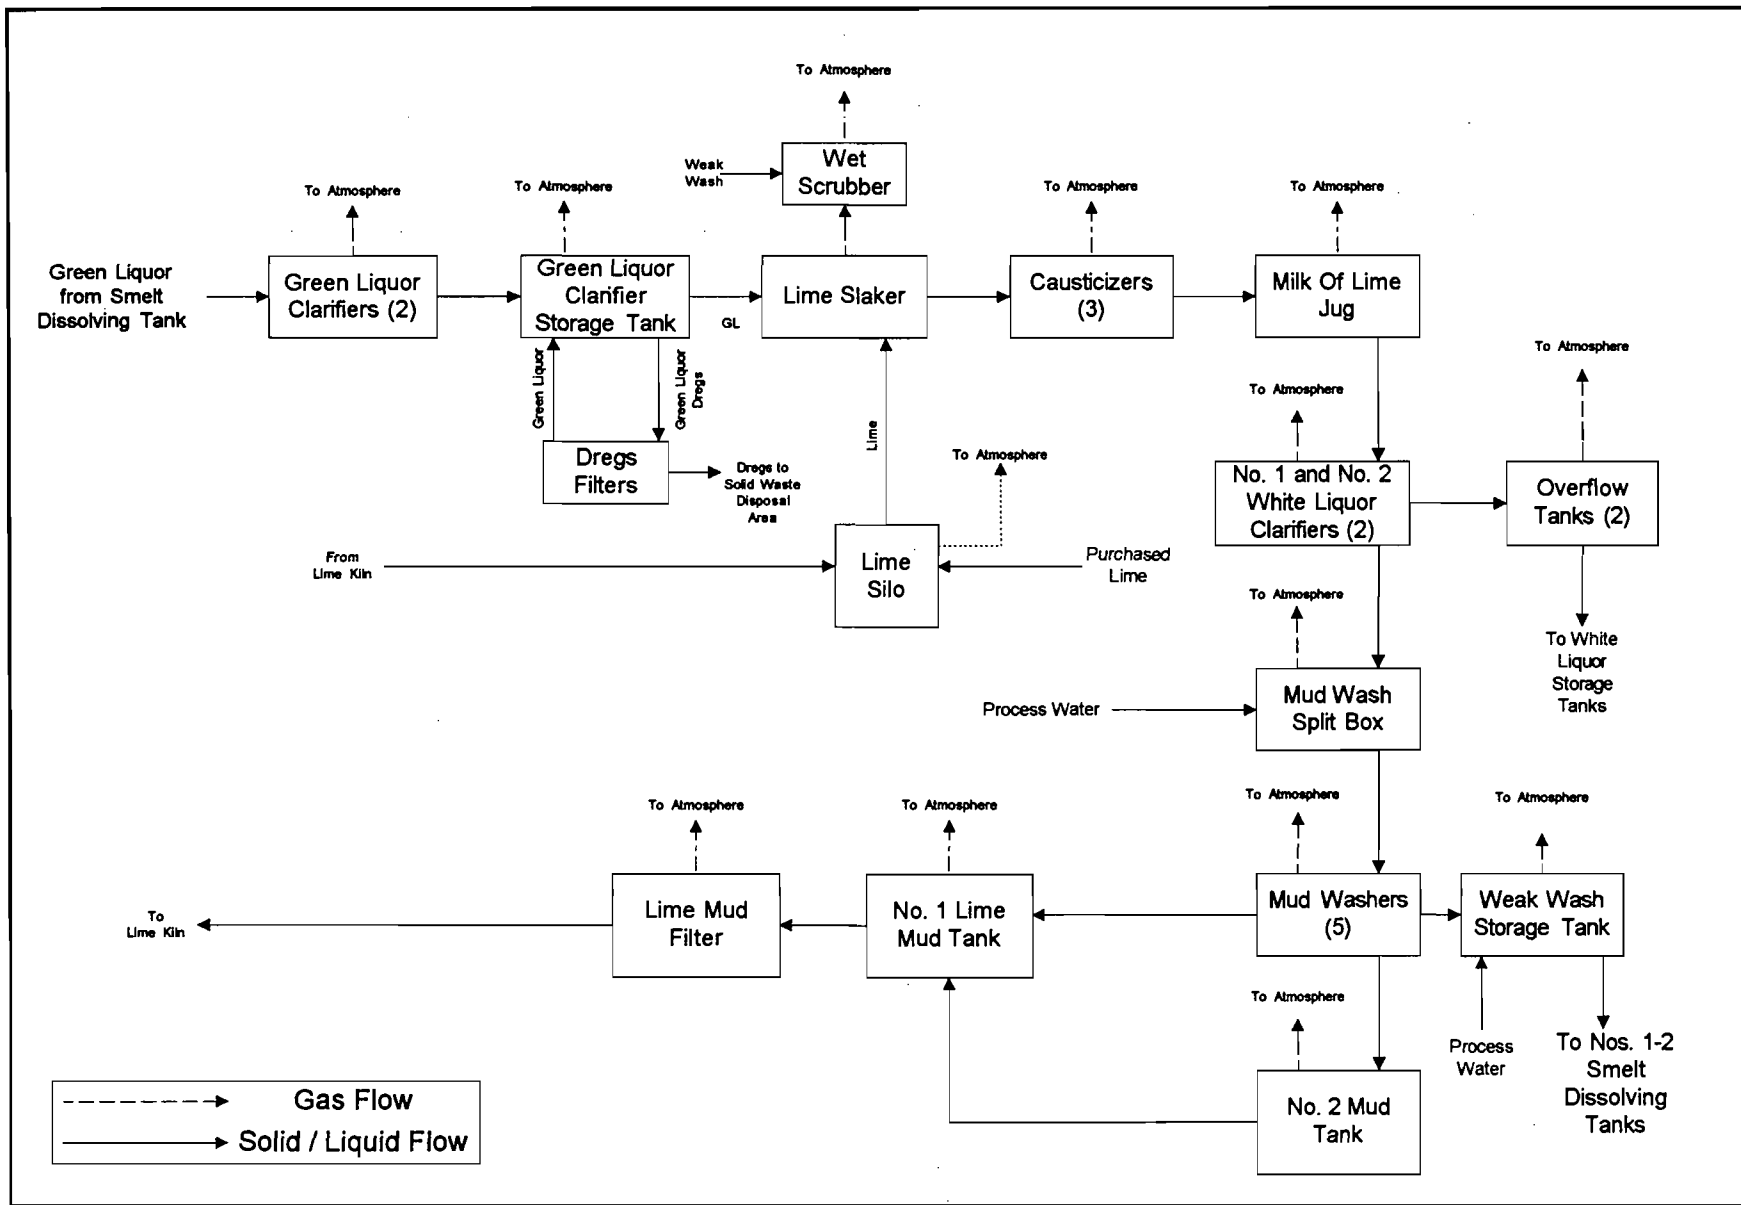 To Atmosphere
Weak
Wash
Wet
Scrubber
To Atmosphere
To Atmosphere
To Atmosphere
To Atmosphere
Green Liquor
from Smelt
Dissolving Tank
Green Liquor
Clarifiers (2)
Green Liquor
Clarifier
Storage Tank
GL
Lime Slaker
Causticizers
(3)
Milk Of Lime
Jug
Green Liquor
Green Liquor
Dregs
Lime
To Atmosphere
To Atmosphere
Dregs
Filters
Dregs to
Solid Waste
Disposal
Area
To Atmosphere
No. 1 and No. 2
White Liquor
Clarifiers (2)
Overflow
Tanks (2)
From
Lime Kiln
Lime
Silo
Purchased
Lime
To Atmosphere
To White
Liquor
Storage
Tanks
Process Water
Mud Wash
Split Box
To Atmosphere
To Atmosphere
To Atmosphere
To Atmosphere
To
Lime Kiln
Lime Mud
Filter
No. 1 Lime
Mud Tank
Mud Washers
(5)
Weak Wash
Storage Tank
To Atmosphere
Process
Water
To Nos. 1-2
Smelt
Dissolving
Tanks
No. 2 Mud
Tank
Gas Flow
Solid / Liquid Flow